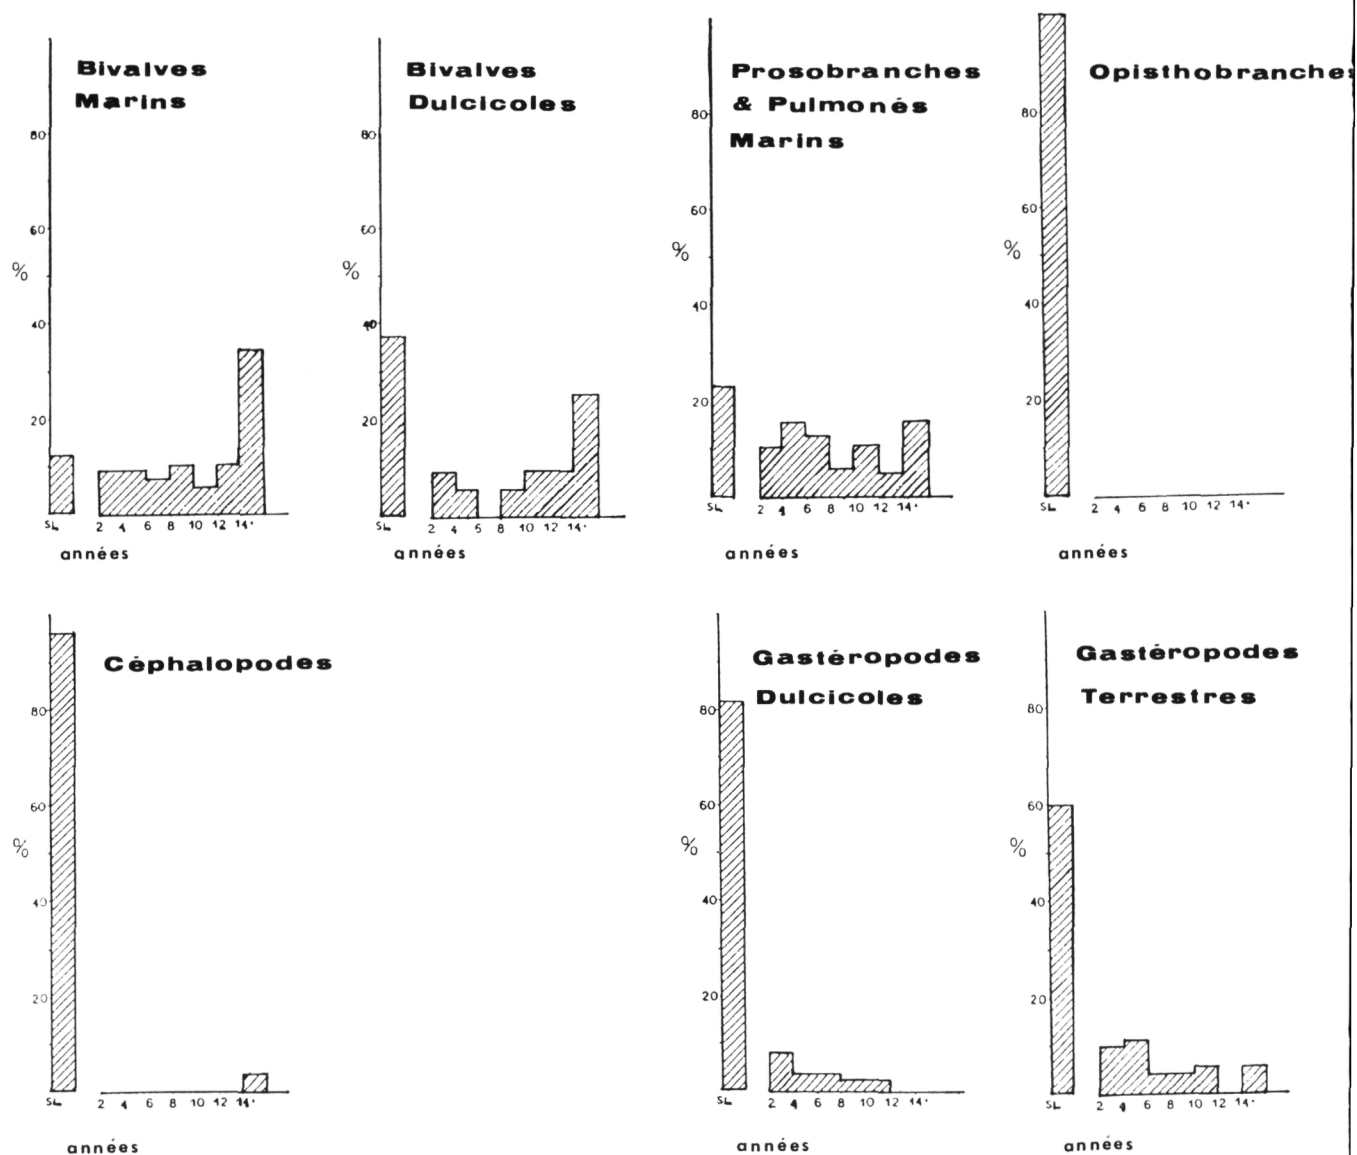 Bivalves
Marins
80
60
%
40
20
SL 2 4 6 8 10 12 14+
années
Bivalves
Dulcicoles
80
60
%
40
20
SL 2 4 6 8 10 12 14+
années
Prosobranches
& Pulmonés
Marins
80
60
%
40
20
SL 2 4 6 8 10 12 14+
années
Opisthobranches
80
60
%
40
20
SL 2 4 6 8 10 12 14+
années
Céphalopodes
80
60
%
40
20
SL 2 4 6 8 10 12 14+
années
Gastéropodes
Dulcicoles
80
60
%
40
20
SL 2 4 6 8 10 12 14+
années
Gastéropodes
Terrestres
80
60
%
40
20
SL 2 4 6 8 10 12 14+
années